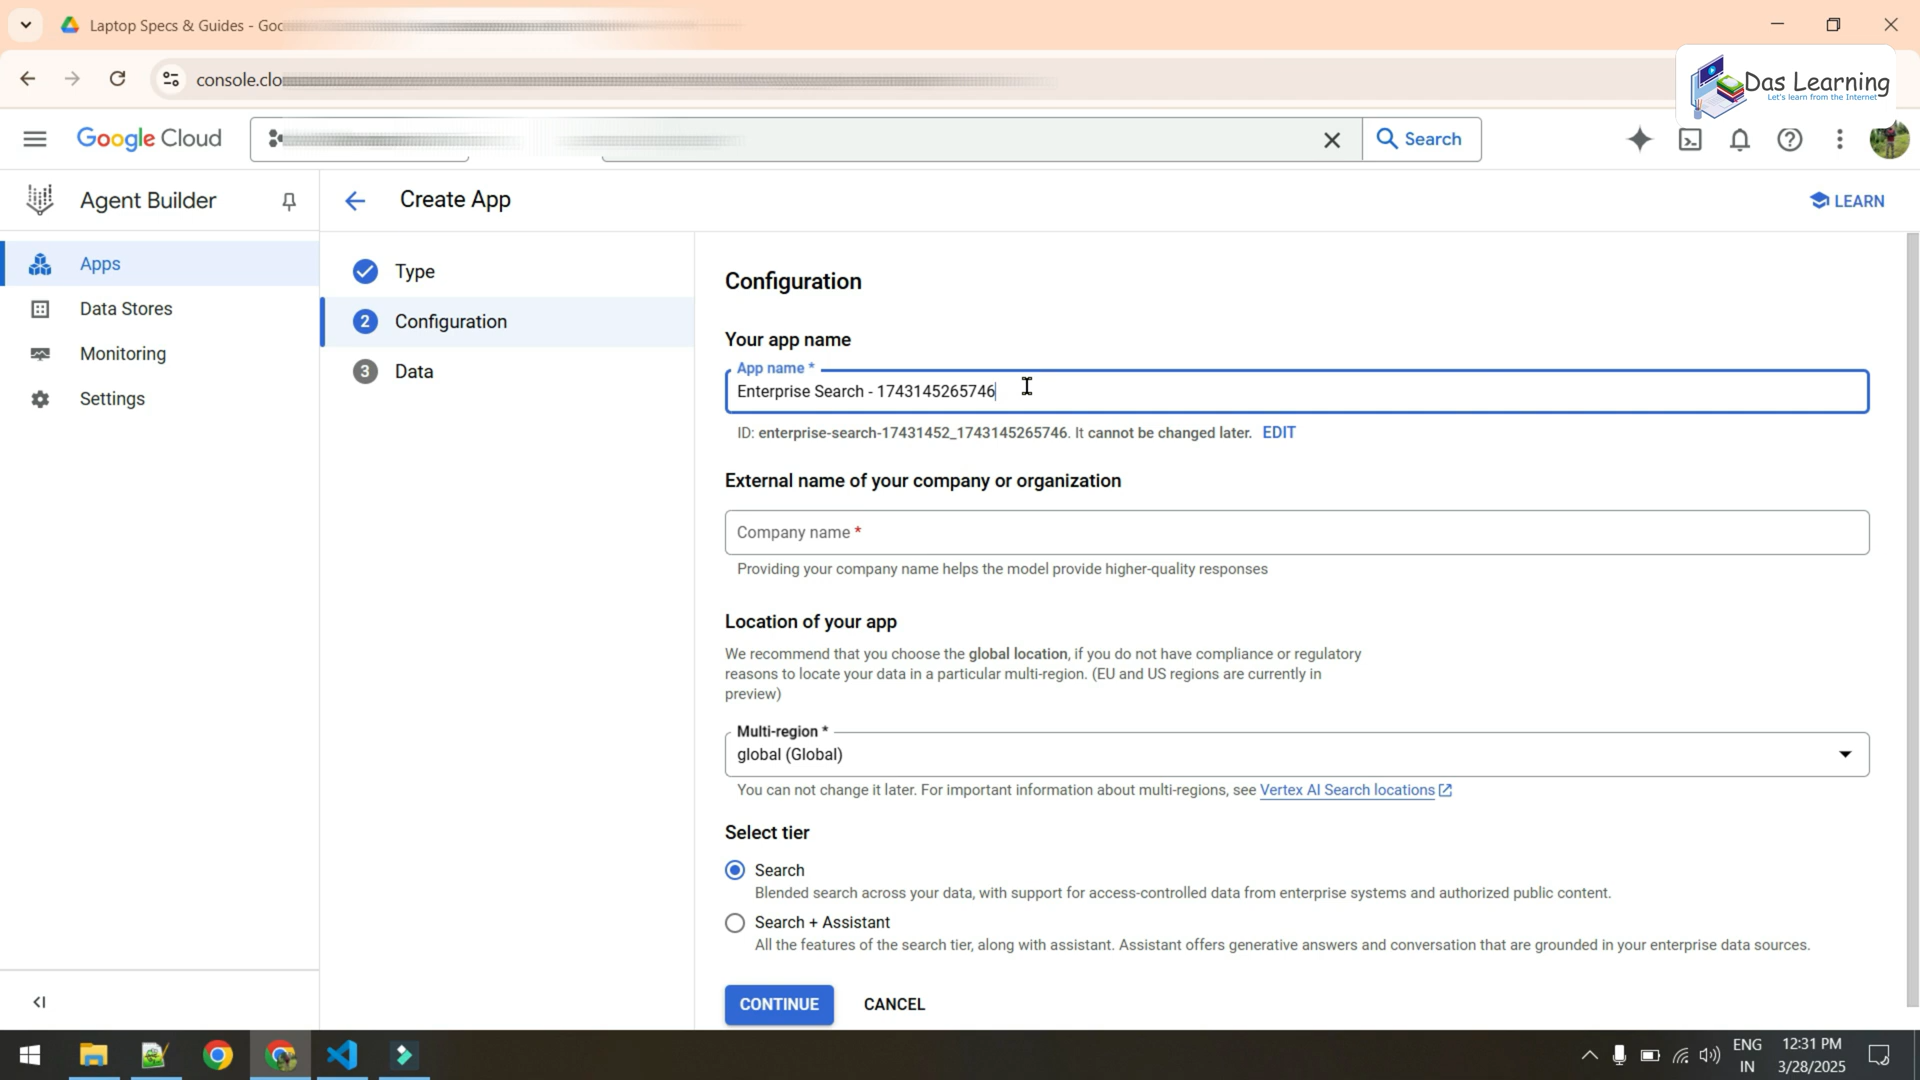 Laptop Specs & Guides - Goo
console.clo
Das Learning
Let's learn from the Internet
Google Cloud
Search
Agent Builder
Create App
LEARN
Apps
Data Stores
Monitoring
Settings
Type
2 Configuration
3 Data
Configuration
Your app name
App name *
Enterprise Search - 1743145265746
ID: enterprise-search-17431452_1743145265746. It cannot be changed later. EDIT
External name of your company or organization
Company name *
Providing your company name helps the model provide higher-quality responses
Location of your app
We recommend that you choose the global location, if you do not have compliance or regulatory
reasons to locate your data in a particular multi-region. (EU and US regions are currently in
preview)
Multi-region *
global (Global)
You can not change it later. For important information about multi-regions, see Vertex AI Search locations
Select tier
Search
Blended search across your data, with support for access-controlled data from enterprise systems and authorized public content.
Search + Assistant
All the features of the search tier, along with assistant. Assistant offers generative answers and conversation that are grounded in your enterprise data sources.
CONTINUE CANCEL
ENG
IN
12:31 PM
3/28/2025